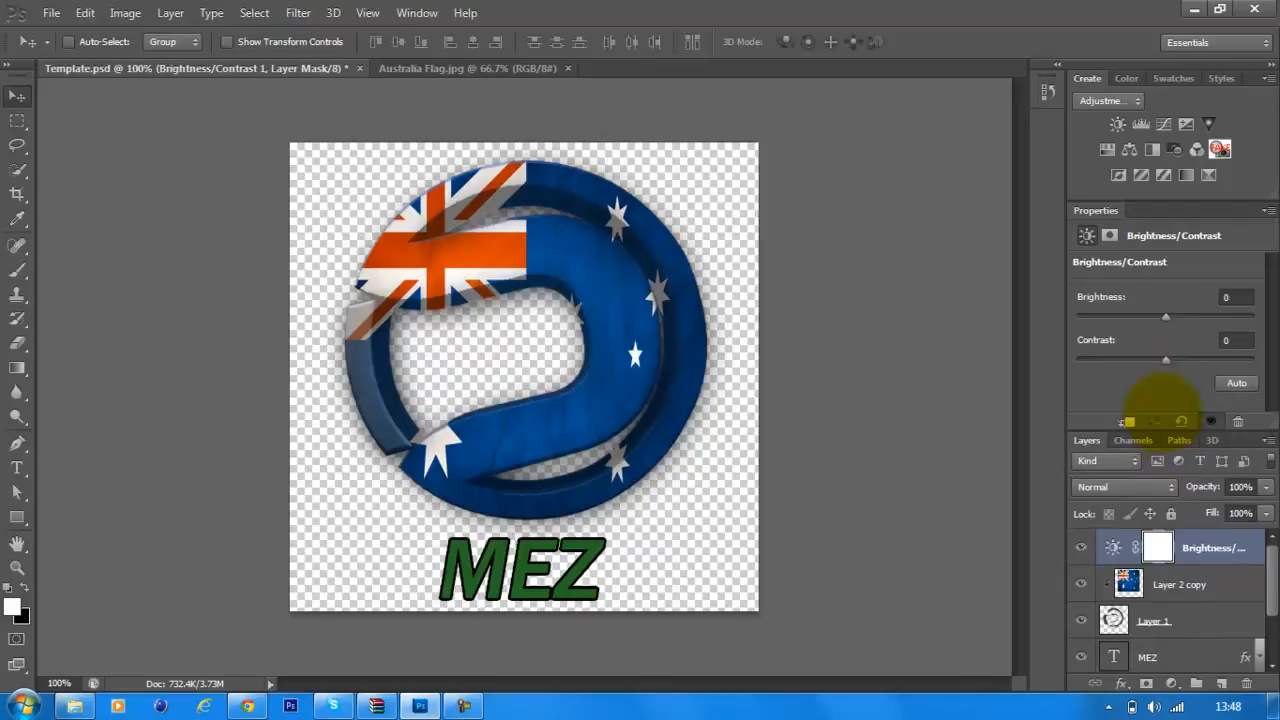 Ps File Edit Image Layer Type Select Filter 3D View Window Help
Auto-Select: Group Show Transform Controls 3D Mode: Essentials
Template.psd @ 100% (Brightness/Contrast 1, Layer Mask/8) * × Australia Flag.jpg @ 66.7% (RGB/8#) ×
Create Color Swatches Styles
Adjustme...
Properties
Brightness/Contrast
Brightness/Contrast
Brightness: 0
Contrast: 0
Auto
Layers Channels Paths 3D
Kind
Normal Opacity: 100%
Lock: Fill: 100%
Brightness/...
Layer 2 copy
Layer 1
T MEZ fx
MEZ
100% Doc: 732.4K/3.73M
13:48